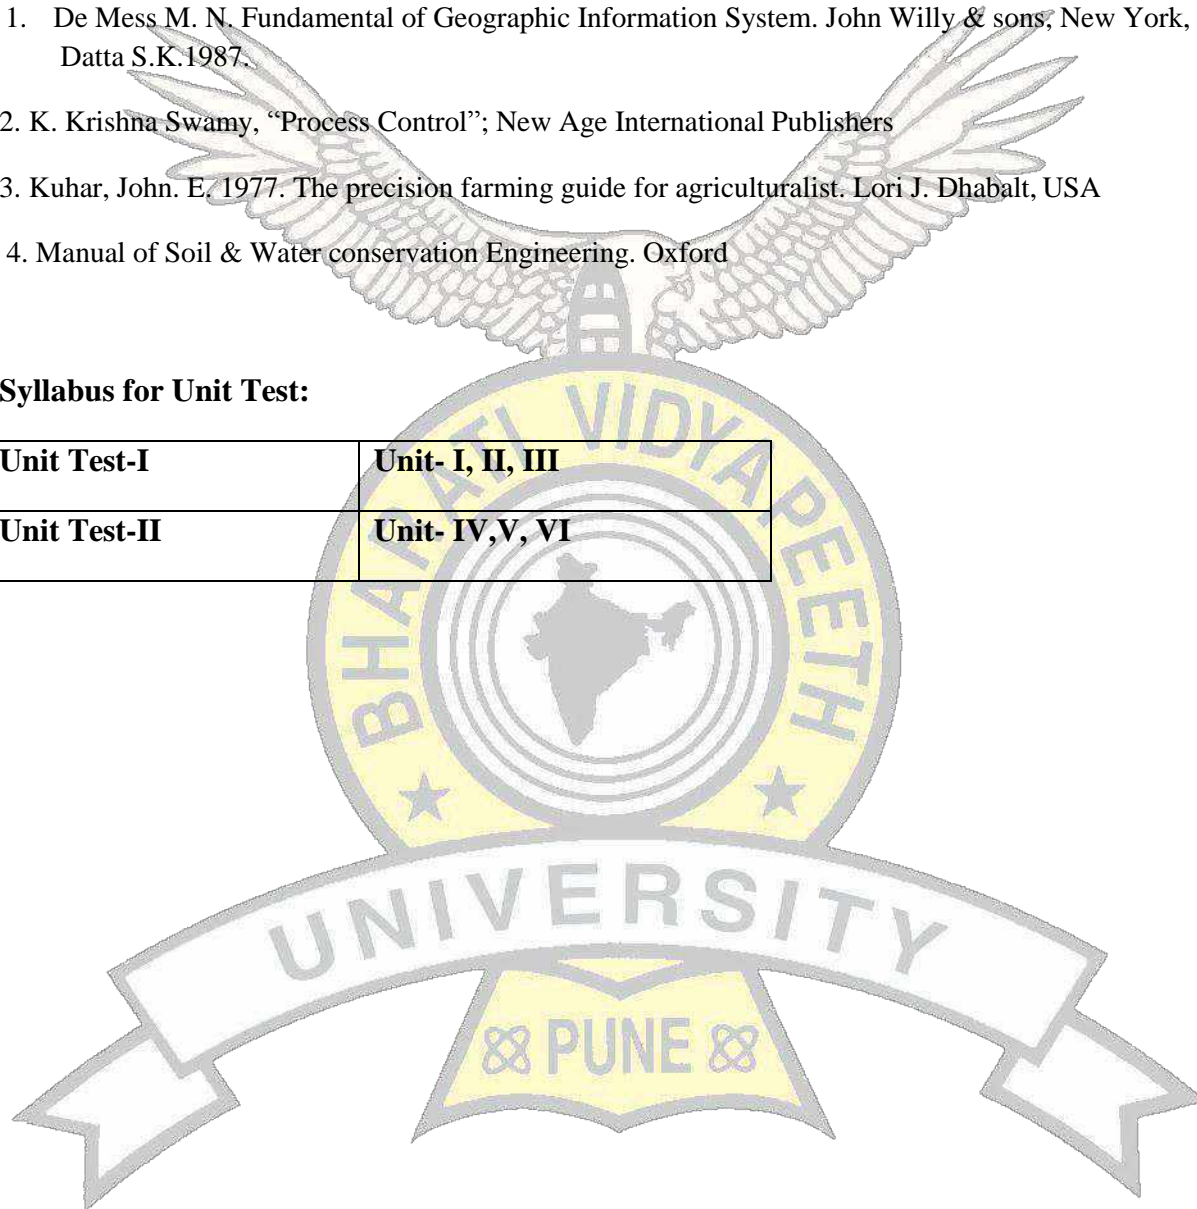 1. De Mess M. N. Fundamental of Geographic Information System. John Willy & sons, New York,
Datta S.K.1987.
2. K. Krishna Swamy, “Process Control”; New Age International Publishers
3. Kuhar, John. E. 1977. The precision farming guide for agriculturalist. Lori J. Dhabalt, USA
4. Manual of Soil & Water conservation Engineering. Oxford
Syllabus for Unit Test:
Unit Test-I Unit- I, II, III
Unit Test-II Unit- IV,V, VI
BHARATI VIDYAPEETH
UNIVERSITY
PUNE